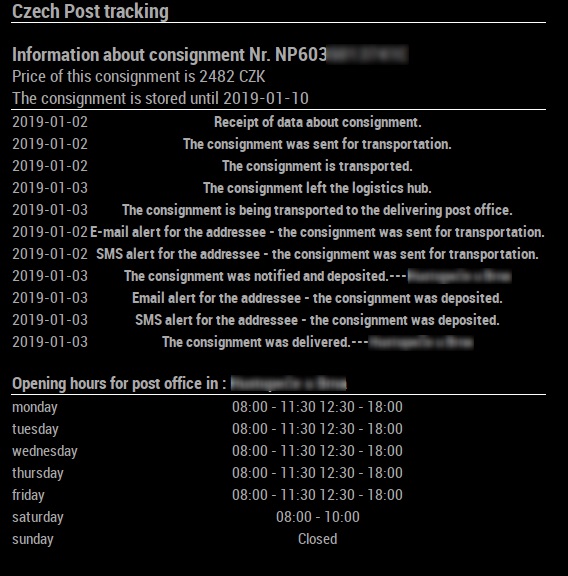 Czech Post tracking
Information about consignment Nr. NP603
Price of this consignment is 2482 CZK
The consignment is stored until 2019-01-10
2019-01-02 Receipt of data about consignment.
2019-01-02 The consignment was sent for transportation.
2019-01-02 The consignment is transported.
2019-01-03 The consignment left the logistics hub.
2019-01-03 The consignment is being transported to the delivering post office.
2019-01-02 E-mail alert for the addressee - the consignment was sent for transportation.
2019-01-02 SMS alert for the addressee - the consignment was sent for transportation.
2019-01-03 The consignment was notified and deposited.---
2019-01-03 Email alert for the addressee - the consignment was deposited.
2019-01-03 SMS alert for the addressee - the consignment was deposited.
2019-01-03 The consignment was delivered.---
Opening hours for post office in :
monday 08:00 - 11:30 12:30 - 18:00
tuesday 08:00 - 11:30 12:30 - 18:00
wednesday 08:00 - 11:30 12:30 - 18:00
thursday 08:00 - 11:30 12:30 - 18:00
friday 08:00 - 11:30 12:30 - 18:00
saturday 08:00 - 10:00
sunday Closed